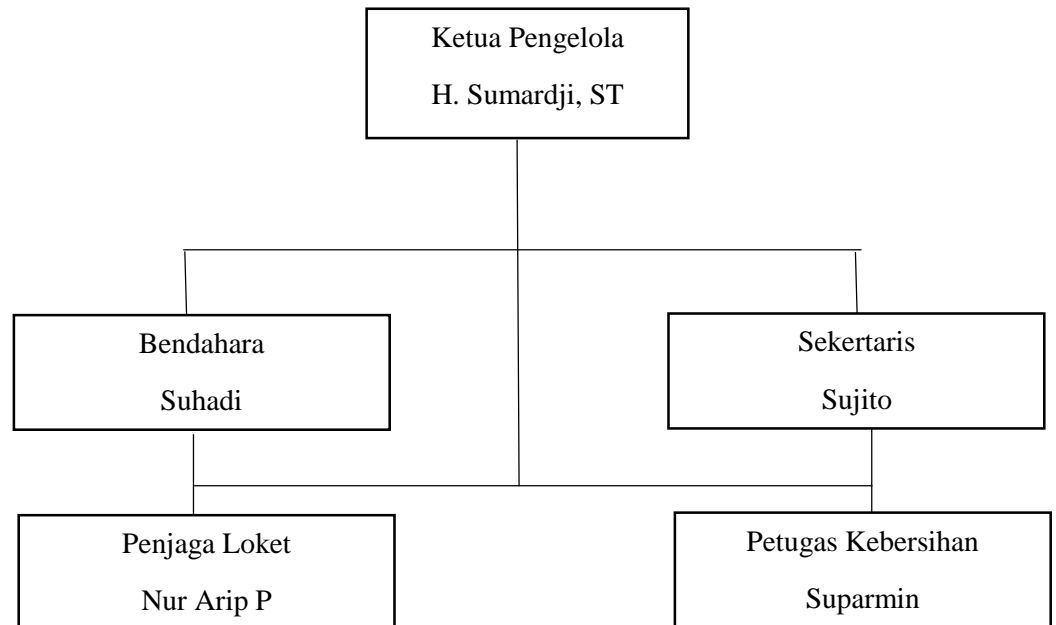 Ketua Pengelola
H. Sumardji, ST
Bendahara
Suhadi
Sekertaris
Sujito
Penjaga Loket
Nur Arip P
Petugas Kebersihan
Suparmin